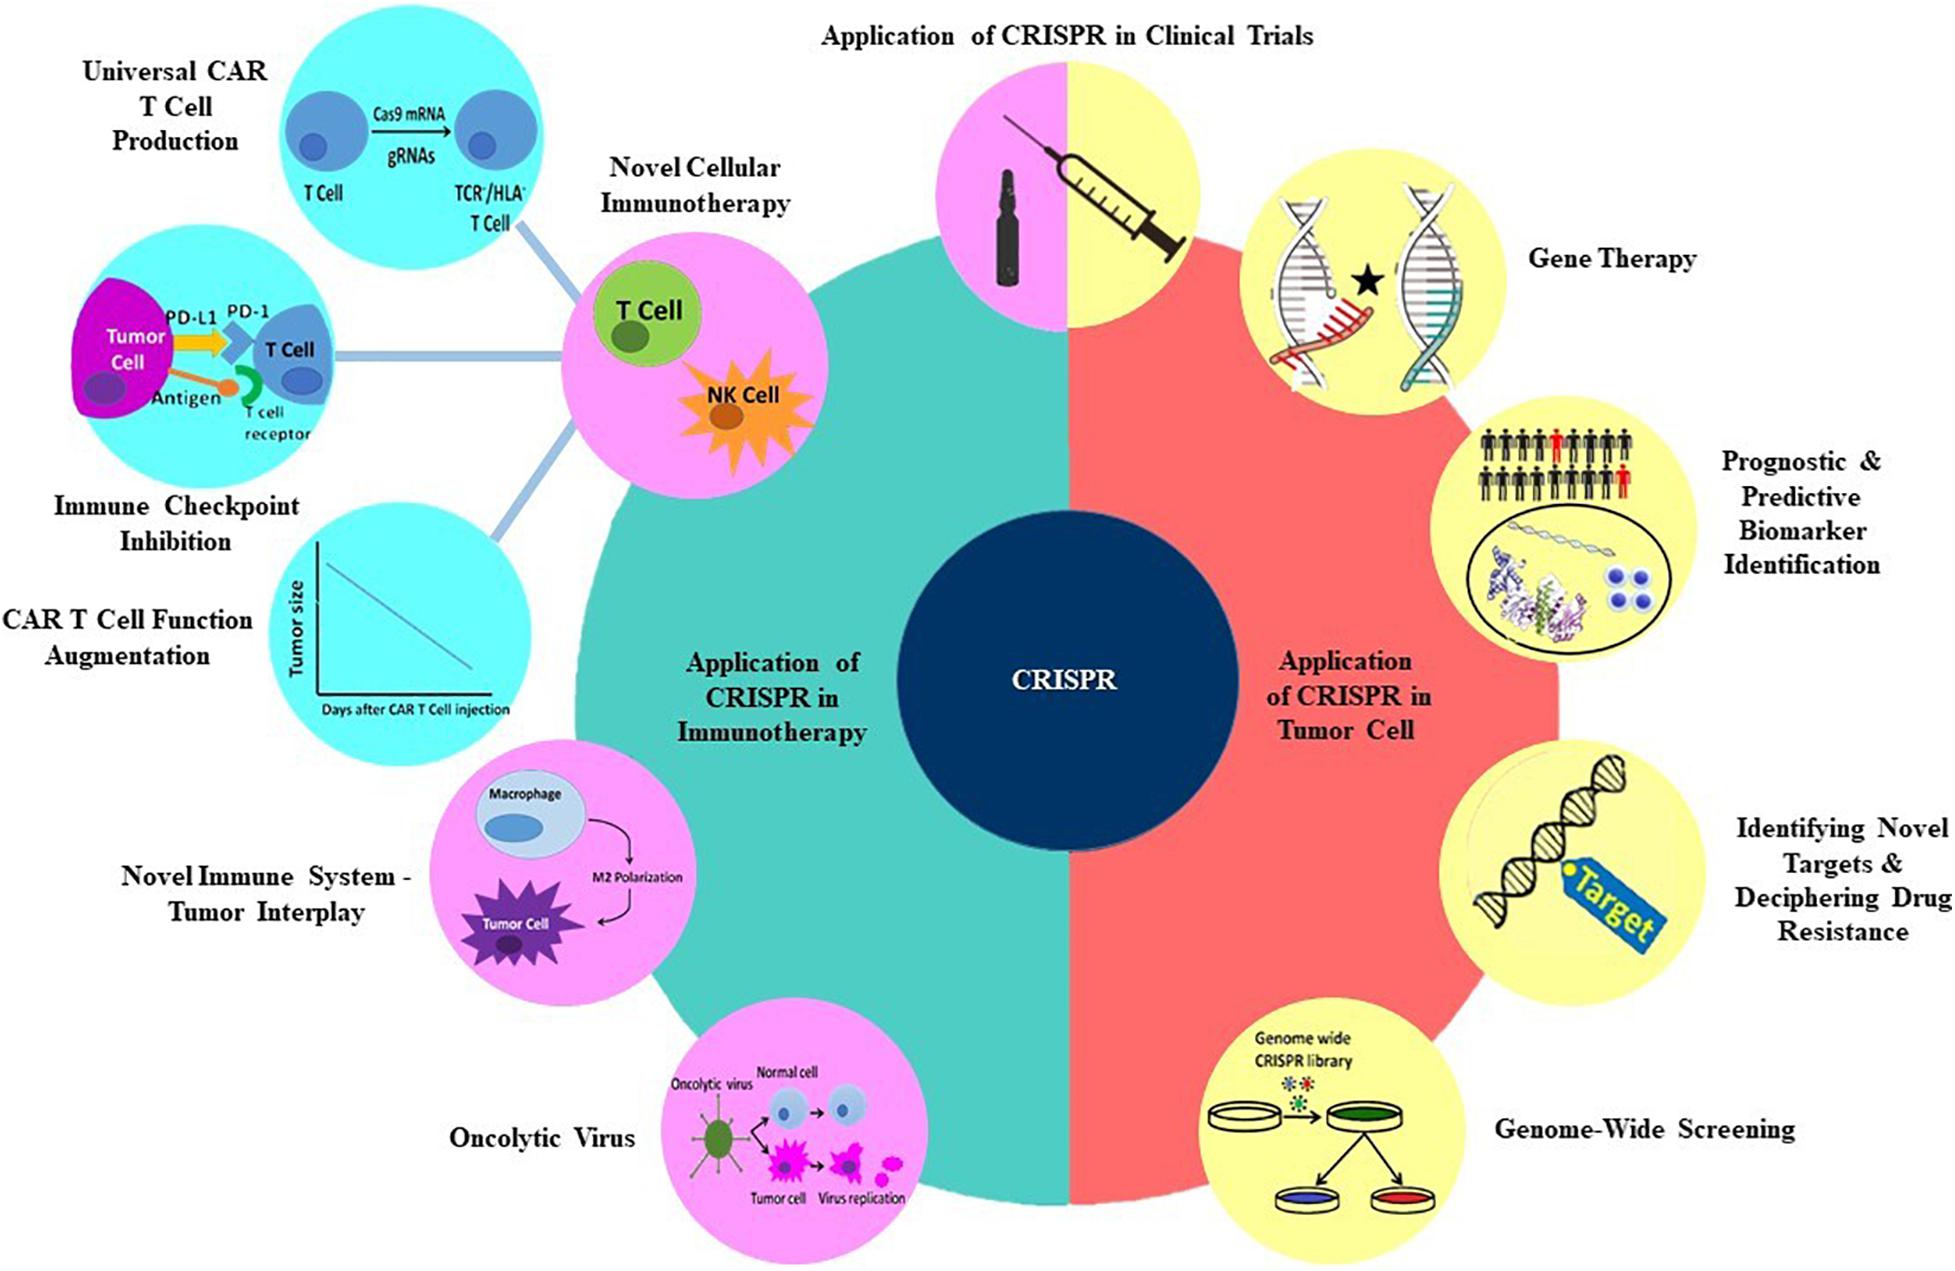 Application of CRISPR in Clinical Trials
Universal CAR
T Cell
Production
Cas9 mRNA
gRNAs
T Cell
TCR-/HLA-
T Cell
Novel Cellular
Immunotherapy
T Cell
NK Cell
PD-L1
PD-1
Tumor
Cell
T Cell
Antigen
T cell
receptor
Immune Checkpoint
Inhibition
CAR T Cell Function
Augmentation
Tumor size
Days after CAR T Cell injection
Gene Therapy
Prognostic &
Predictive
Biomarker
Identification
Application of
CRISPR in
Immunotherapy
CRISPR
Application
of CRISPR in
Tumor Cell
Novel Immune System -
Tumor Interplay
Macrophage
M2 Polarization
Tumor Cell
Target
Identifying Novel
Targets &
Deciphering Drug
Resistance
Oncolytic Virus
Oncolytic virus
Normal cell
Tumor cell
Virus replication
Genome wide
CRISPR library
Genome-Wide Screening